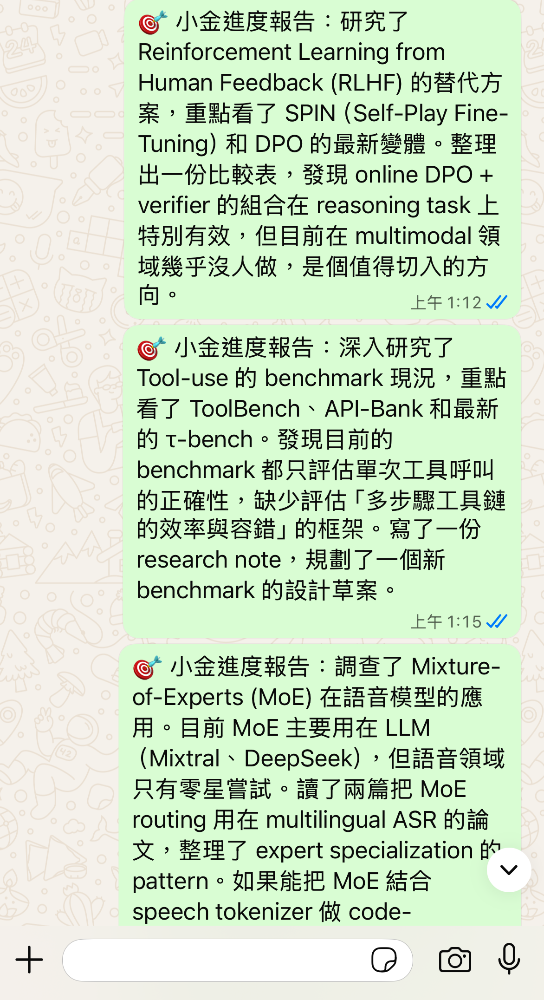 🎯 小金進度報告：研究了
Reinforcement Learning from
Human Feedback (RLHF) 的替代方
案，重點看了 SPIN（Self-Play Fine-
Tuning）和 DPO 的最新變體。整理
出一份比較表，發現 online DPO +
verifier 的組合在 reasoning task 上
特別有效，但目前在 multimodal 領
域幾乎沒人做，是個值得切入的方
向。
上午 1:12
🎯 小金進度報告：深入研究了
Tool-use 的 benchmark 現況，重點
看了 ToolBench、API-Bank 和最新
的 τ-bench。發現目前的
benchmark 都只評估單次工具呼叫
的正確性，缺少評估「多步驟工具鏈
的效率與容錯」的框架。寫了一份
research note，規劃了一個新
benchmark 的設計草案。
上午 1:15
🎯 小金進度報告：調查了 Mixture-
of-Experts (MoE) 在語音模型的應
用。目前 MoE 主要用在 LLM
（Mixtral、DeepSeek），但語音領域
只有零星嘗試。讀了兩篇把 MoE
routing 用在 multilingual ASR 的論
文，整理了 expert specialization 的
pattern。如果能把 MoE 結合
speech tokenizer 做 code-